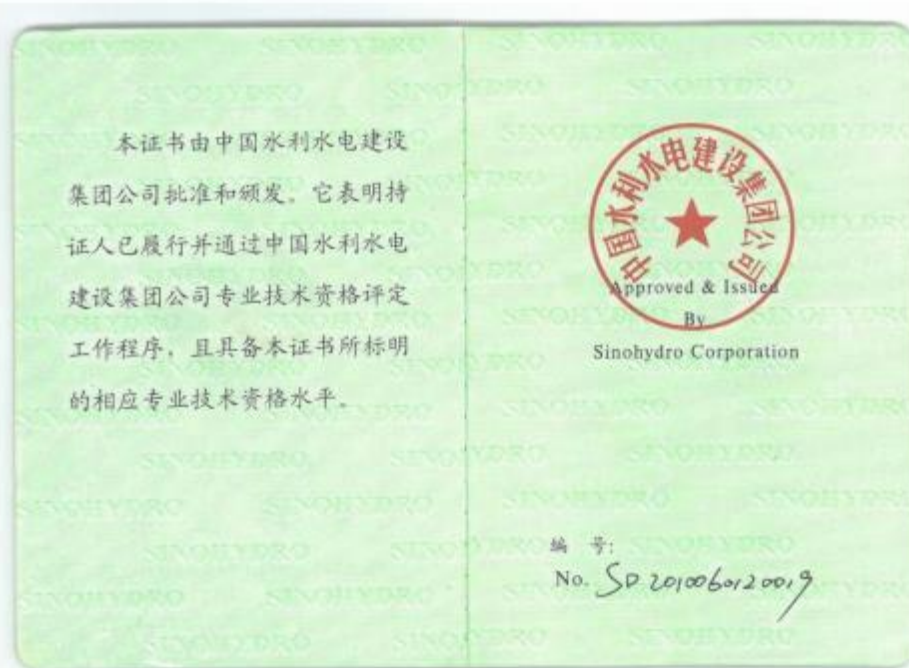 本证书由中国水利水电建设
集团公司批准和颁发。它表明持
证人已履行并通过中国水利水电
建设集团公司专业技术资格评定
工作程序，且具备本证书所标明
的相应专业技术资格水平。
中国水利水电建设集团公司
Approved & Issued
By
Sinohydro Corporation
编 号:
No. SD2010060120019
SINOHYDRO